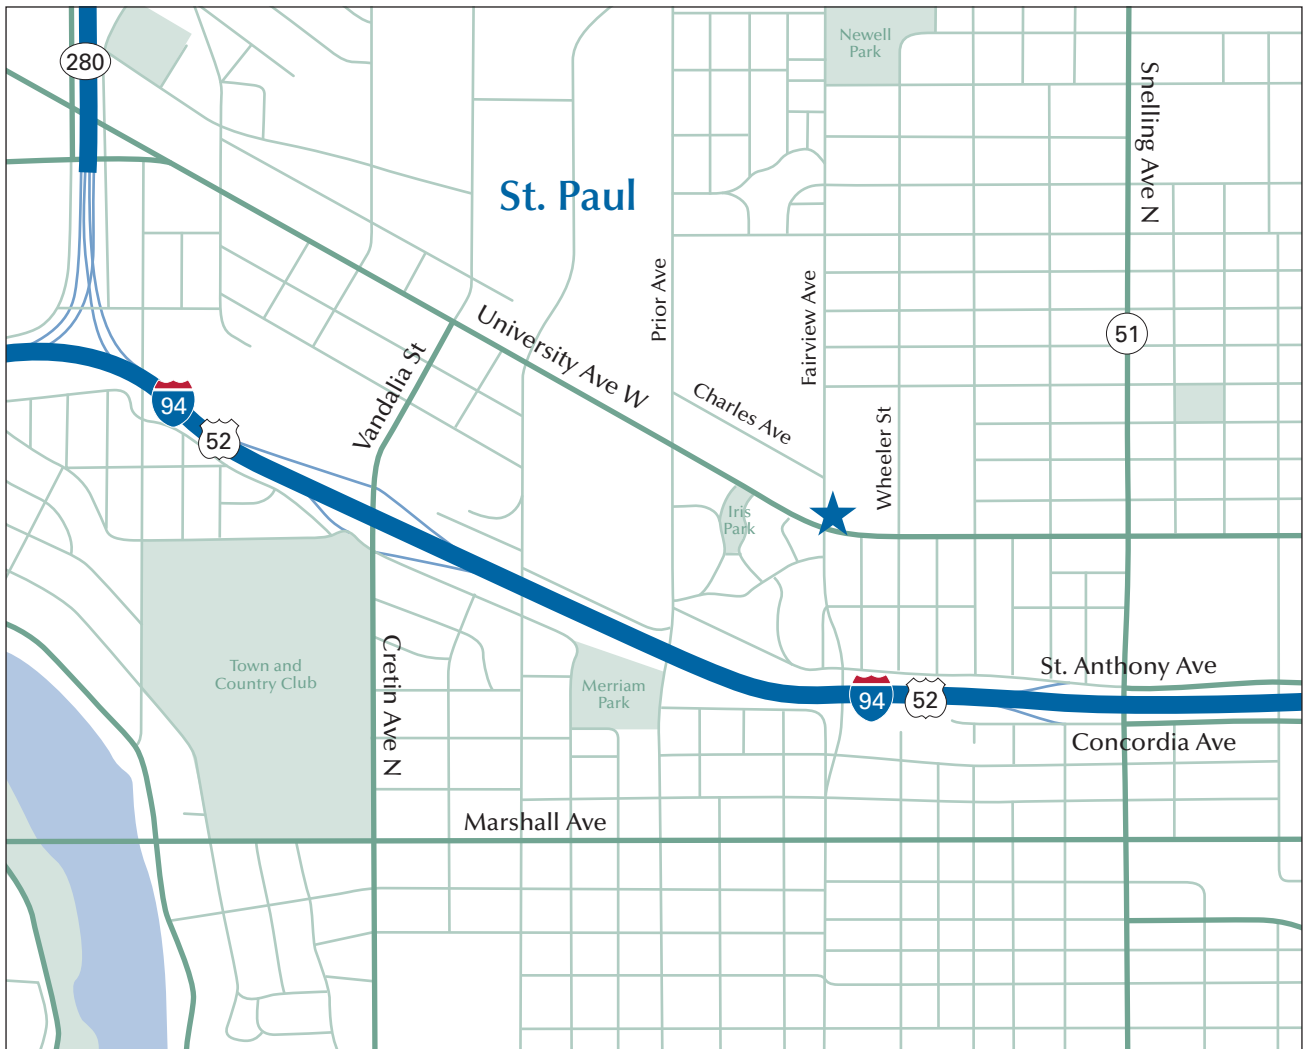 280
Newell
Park
Snelling Ave N
St. Paul
Prior Ave
Fairview Ave
51
University Ave W
Vandalia St
Charles Ave
94
52
Wheeler St
Iris
Park
Town and
Country Club
Cretin Ave N
Merriam
Park
St. Anthony Ave
94
52
Concordia Ave
Marshall Ave